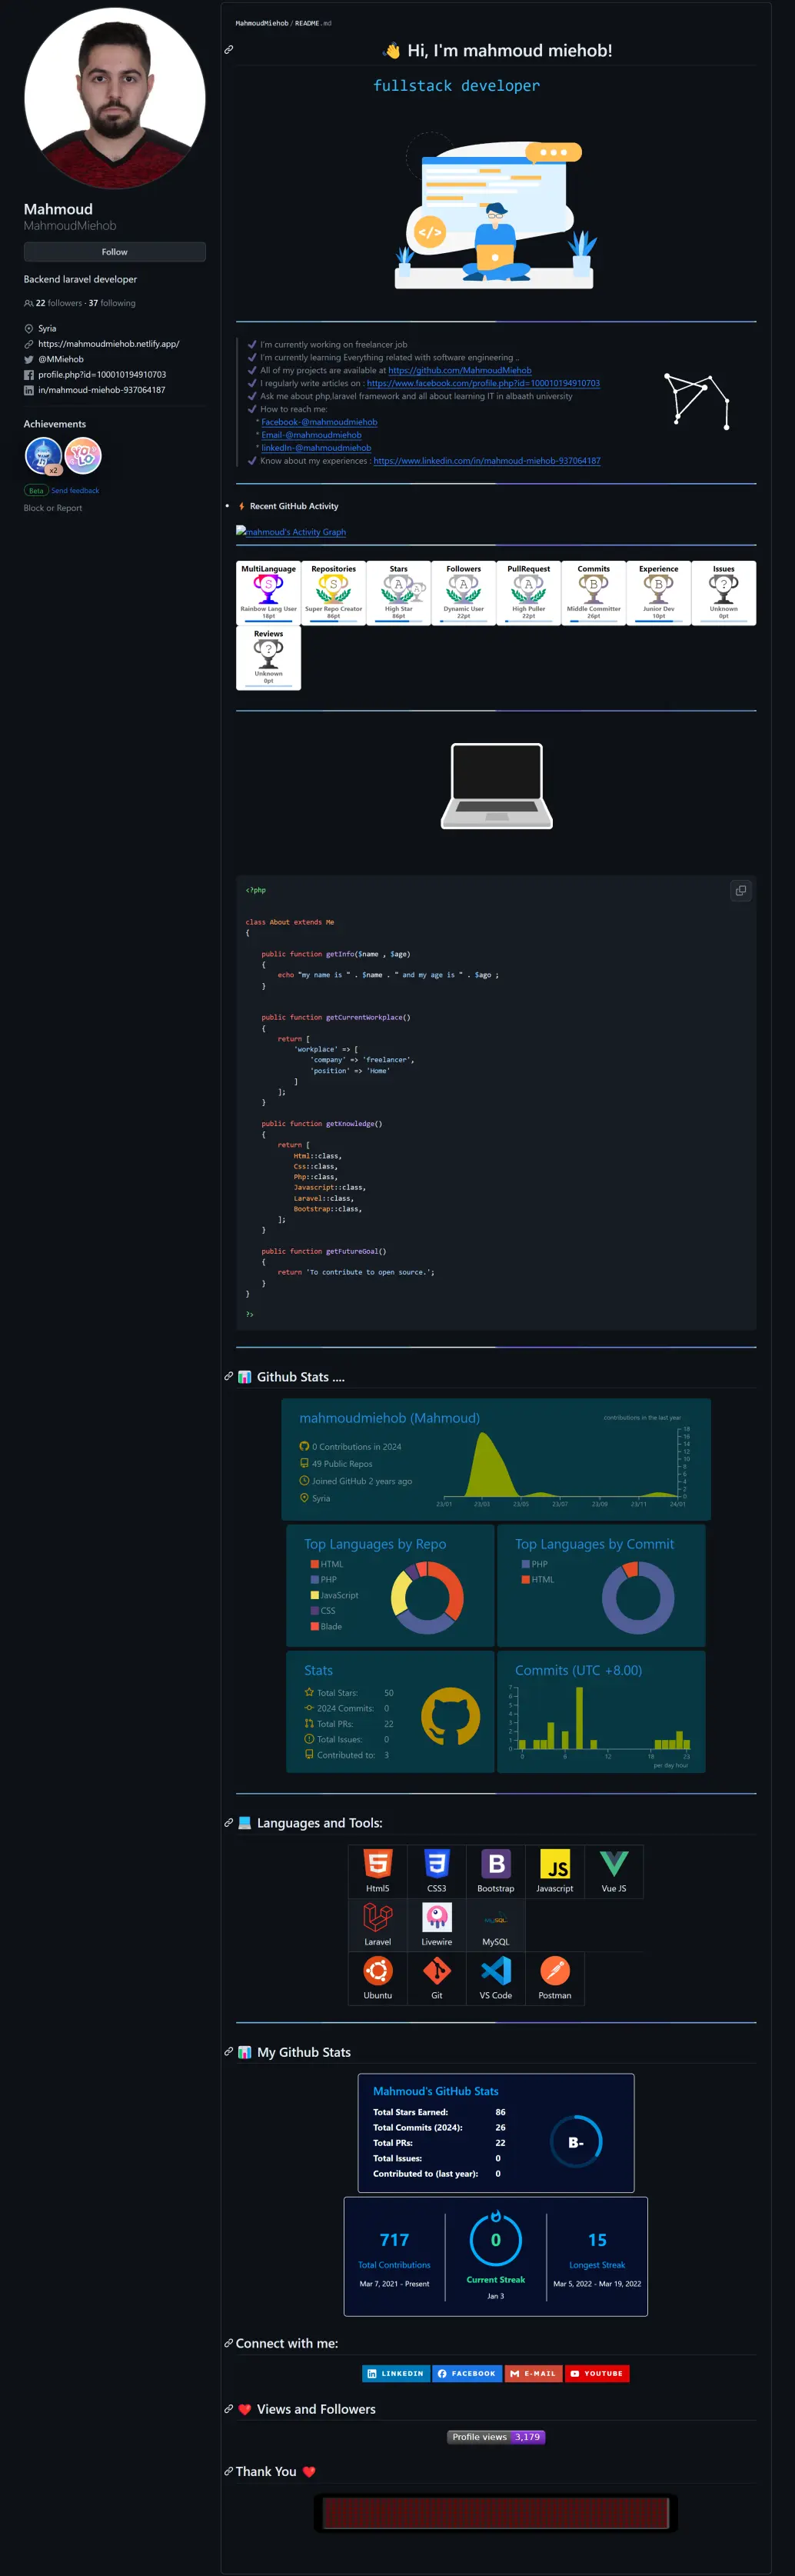 Mahmoud
MahmoudMiehob
Follow
Backend laravel developer
22 followers · 37 following
Syria
https://mahmoudmiehob.netlify.app/
@MMiehob
profile.php?id=100010194910703
in/mahmoud-miehob-937064187
Achievements
YOLO
x2
Beta Send feedback
Block or Report
MahmoudMiehob / README.md
👋 Hi, I'm mahmoud miehob!
fullstack developer
</>
✔ I'm currently working on freelancer job
✔ I'm currently learning Everything related with software engineering ..
✔ All of my projects are available at https://github.com/MahmoudMiehob
✔ I regularly write articles on : https://www.facebook.com/profile.php?id=100010194910703
✔ Ask me about php,laravel framework and all about learning IT in albaath university
✔ How to reach me:
* Facebook-@mahmoudmiehob
* Email-@mahmoudmiehob
* linkedIn-@mahmoudmiehob
✔ Know about my experiences : https://www.linkedin.com/in/mahmoud-miehob-937064187
• ⚡ Recent GitHub Activity
mahmoud's Activity Graph
MultiLanguage Repositories Stars Followers PullRequest Commits Experience Issues
S S A A A A B B ?
Rainbow Lang User Super Repo Creator High Star Dynamic User High Puller Middle Committer Junior Dev Unknown
16pt 86pt 86pt 22pt 22pt 26pt 10pt 0pt
Reviews
?
Unknown
0pt
<?php
class About extends Me
{
public function getInfo($name , $age)
{
echo "my name is " . $name . " and my age is " . $ago ;
}
public function getCurrentWorkplace()
{
return [
'workplace' => [
'company' => 'freelancer',
'position' => 'Home'
]
];
}
public function getKnowledge()
{
return [
Html::class,
Css::class,
Php::class,
Javascript::class,
Laravel::class,
Bootstrap::class,
];
}
public function getFutureGoal()
{
return 'To contribute to open source.';
}
}
?>
📊 Github Stats ....
mahmoudmiehob (Mahmoud)
contributions in the last year
0 Contributions in 2024
49 Public Repos
Joined GitHub 2 years ago
Syria
18
16
14
12
10
8
6
4
2
0
23/01 23/03 23/05 23/07 23/09 23/11 24/01
Top Languages by Repo
HTML
PHP
JavaScript
CSS
Blade
Top Languages by Commit
PHP
HTML
Stats
Total Stars: 50
2024 Commits: 0
Total PRs: 22
Total Issues: 0
Contributed to: 3
Commits (UTC +8.00)
7
6
5
4
3
2
1
0
0 6 12 18 23
per day hour
💻 Languages and Tools:
B JS
Html5 CSS3 Bootstrap Javascript Vue JS
MySQL
Laravel Livewire MySQL
Ubuntu Git VS Code Postman
📊 My Github Stats
Mahmoud's GitHub Stats
Total Stars Earned: 86
Total Commits (2024): 26
Total PRs: 22
Total Issues: 0
Contributed to (last year): 0
B-
717
Total Contributions
Mar 7, 2021 - Present
0
Current Streak
Jan 3
15
Longest Streak
Mar 5, 2022 - Mar 19, 2022
Connect with me:
LINKEDIN FACEBOOK E-MAIL YOUTUBE
❤️ Views and Followers
Profile views 3,179
Thank You ❤️